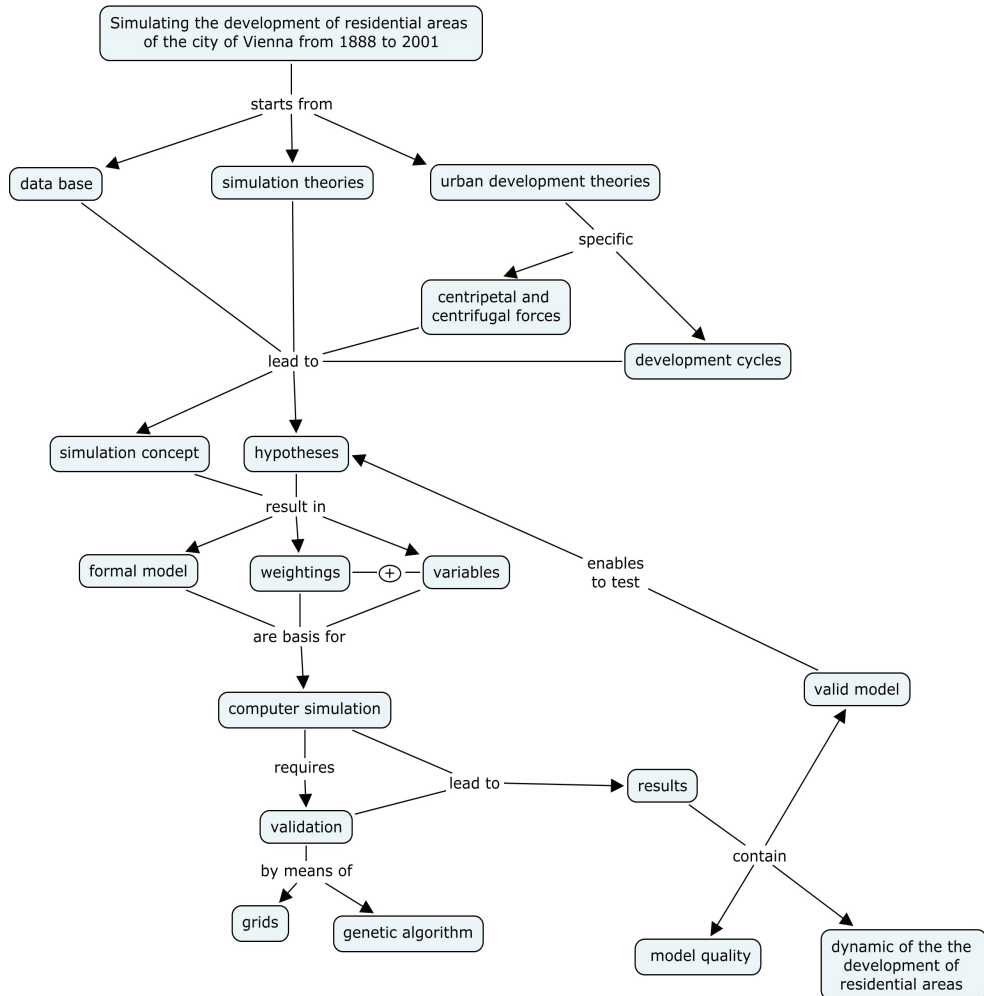 Simulating the development of residential areas
of the city of Vienna from 1888 to 2001
starts from
data base
simulation theories
urban development theories
specific
centripetal and
centrifugal forces
lead to
development cycles
simulation concept
hypotheses
result in
enables
to test
formal model
weightings
+
variables
are basis for
valid model
computer simulation
requires
lead to
results
validation
contain
by means of
grids
genetic algorithm
model quality
dynamic of the the
development of
residential areas